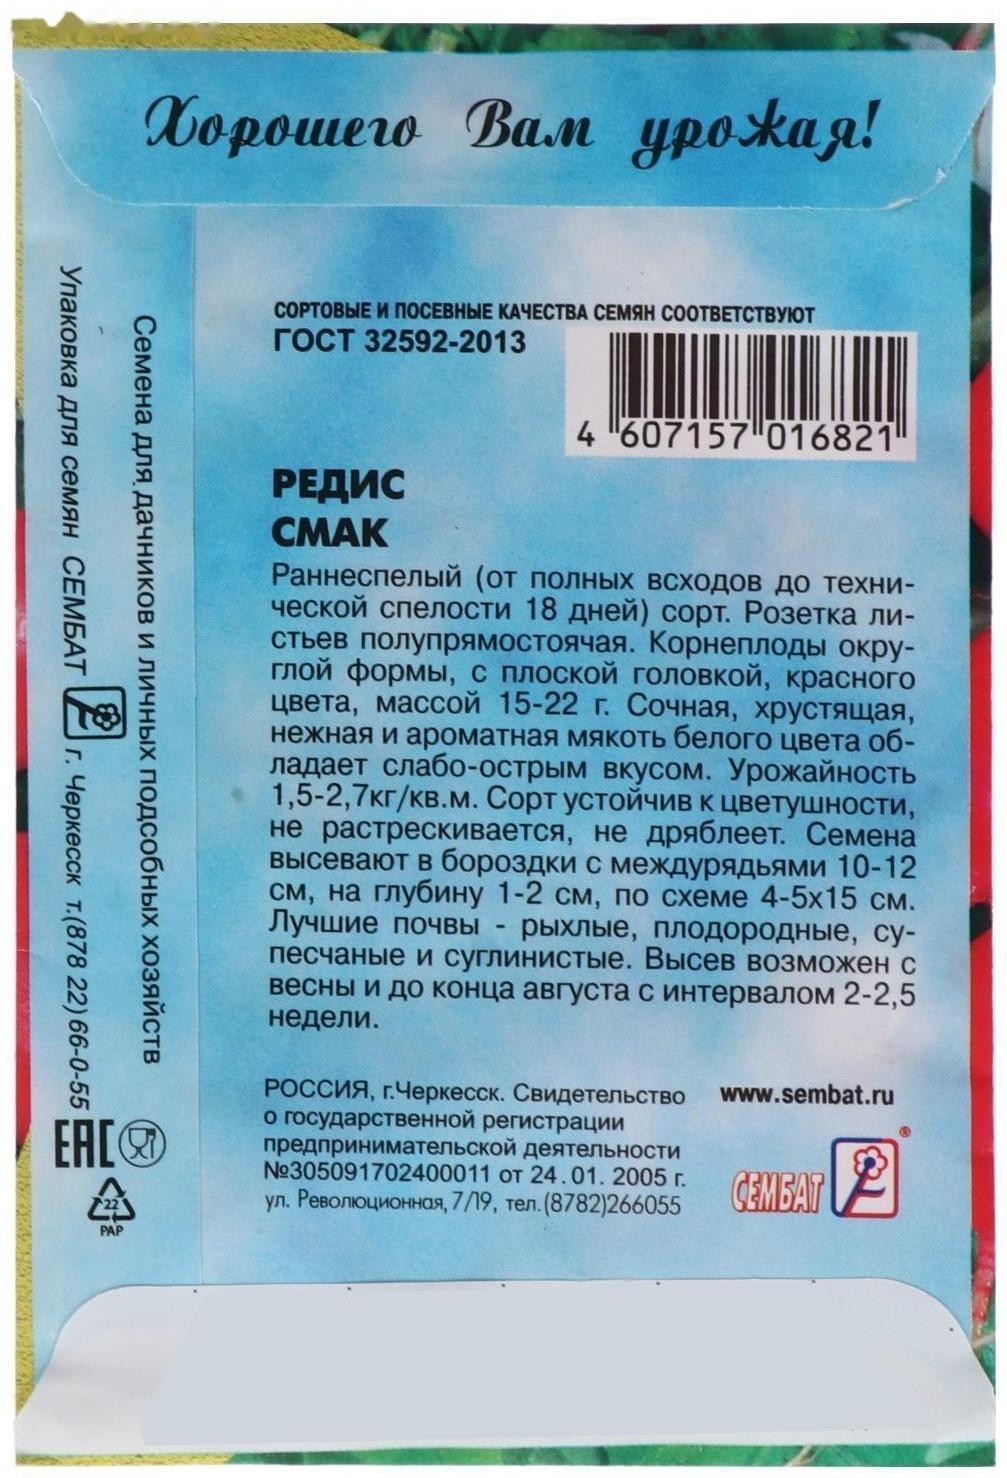 Хорошего Вам урожая!
СОРТОВЫЕ И ПОСЕВНЫЕ КАЧЕСТВА СЕМЯН СООТВЕТСТВУЮТ
ГОСТ 32592-2013
4 607157 016821
РЕДИС
СМАК
Раннеспелый (от полных всходов до техни-
ческой спелости 18 дней) сорт. Розетка ли-
стьев полупрямостоячая. Корнеплоды окру-
глой формы, с плоской головкой, красного
цвета, массой 15-22 г. Сочная, хрустящая,
нежная и ароматная мякоть белого цвета об-
ладает слабо-острым вкусом. Урожайность
1,5-2,7кг/кв.м. Сорт устойчив к цветушности,
не растрескивается, не дряблеет. Семена
высевают в бороздки с междурядьями 10-12
см, на глубину 1-2 см, по схеме 4-5х15 см.
Лучшие почвы - рыхлые, плодородные, су-
песчаные и суглинистые. Высев возможен с
весны и до конца августа с интервалом 2-2,5
недели.
РОССИЯ, г.Черкесск. Свидетельство
о государственной регистрации
предпринимательской деятельности
№305091702400011 от 24.01. 2005 г.
ул. Революционная, 7/19, тел.(8782)266055
www.sembat.ru
СЕМБАТ
®
Семена для дачников и личных подсобных хозяйств
Упаковка для семян СЕМБАТ г. Черкесск т.(878 22) 66-0-55
ЕАС
22
PAP